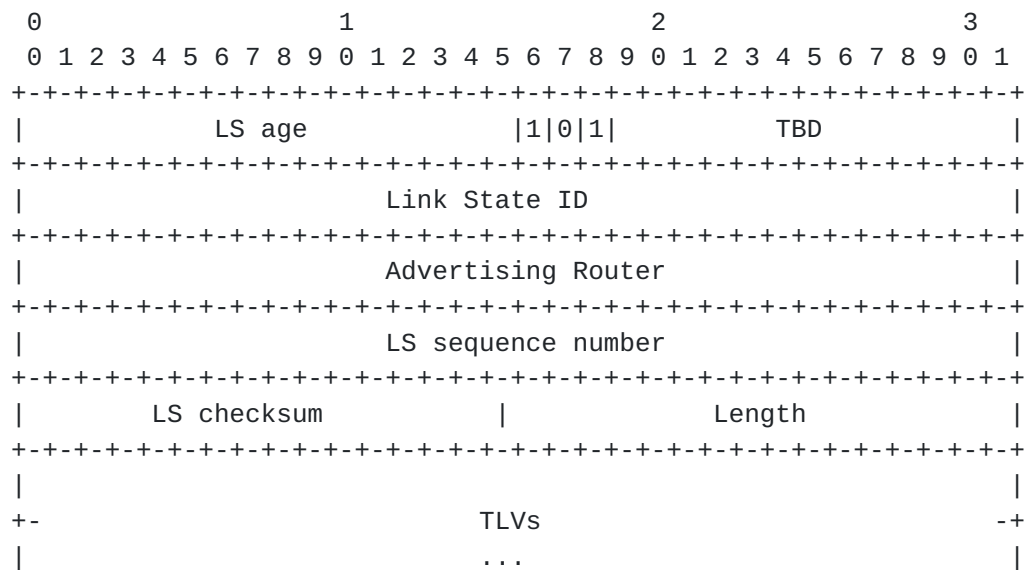 0                   1                   2                   3
 0 1 2 3 4 5 6 7 8 9 0 1 2 3 4 5 6 7 8 9 0 1 2 3 4 5 6 7 8 9 0 1
+-+-+-+-+-+-+-+-+-+-+-+-+-+-+-+-+-+-+-+-+-+-+-+-+-+-+-+-+-+-+-+-+
|            LS age             |1|0|1|          TBD            |
+-+-+-+-+-+-+-+-+-+-+-+-+-+-+-+-+-+-+-+-+-+-+-+-+-+-+-+-+-+-+-+-+
|                       Link State ID                           |
+-+-+-+-+-+-+-+-+-+-+-+-+-+-+-+-+-+-+-+-+-+-+-+-+-+-+-+-+-+-+-+-+
|                       Advertising Router                      |
+-+-+-+-+-+-+-+-+-+-+-+-+-+-+-+-+-+-+-+-+-+-+-+-+-+-+-+-+-+-+-+-+
|                       LS sequence number                      |
+-+-+-+-+-+-+-+-+-+-+-+-+-+-+-+-+-+-+-+-+-+-+-+-+-+-+-+-+-+-+-+-+
|        LS checksum           |             Length             |
+-+-+-+-+-+-+-+-+-+-+-+-+-+-+-+-+-+-+-+-+-+-+-+-+-+-+-+-+-+-+-+-+
|                                                               |
+-                            TLVs                             -+
|                             ...                               |